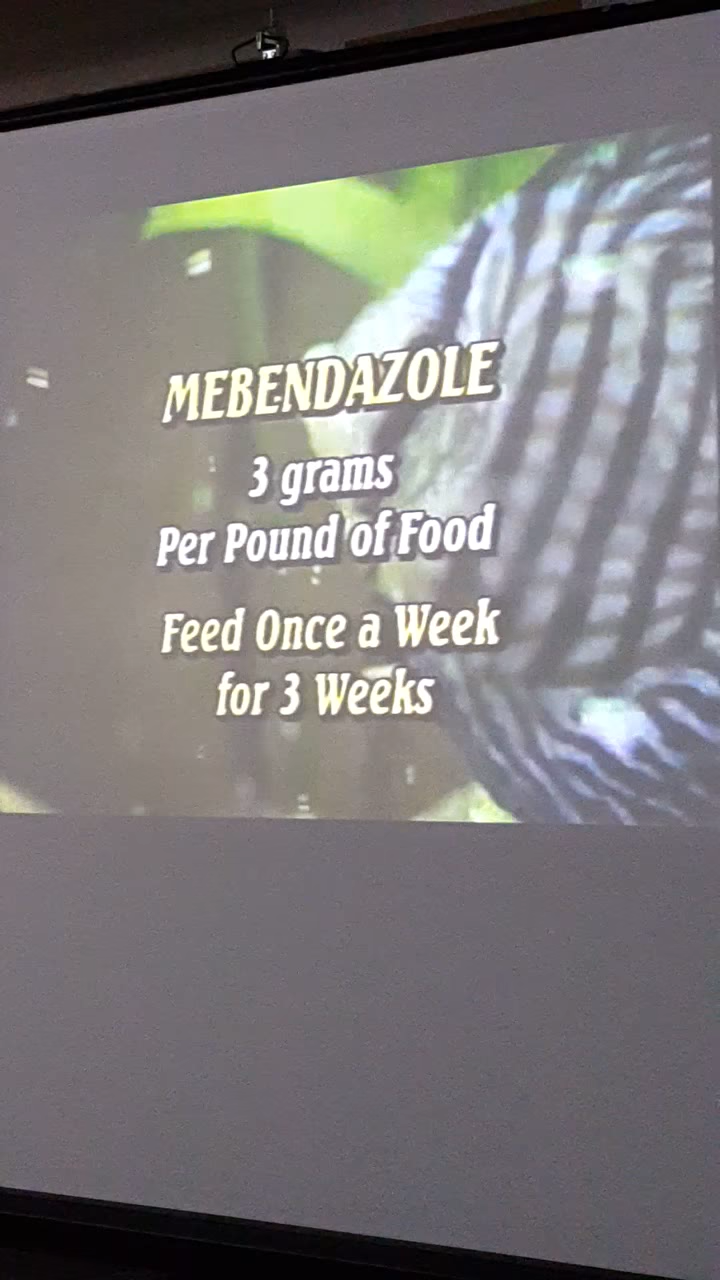 MEBENDAZOLE
3 grams
Per Pound of Food
Feed Once a Week
for 3 Weeks